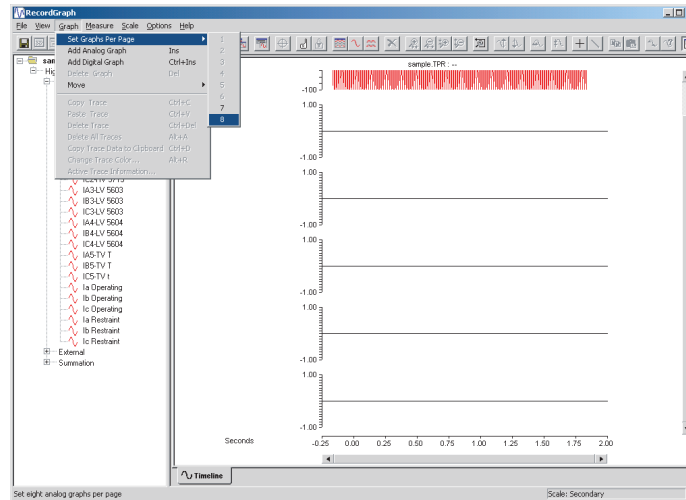 RecordGraph
File View Graph Measure Scale Options Help
Set Graphs Per Page
Add Analog Graph Ins
Add Digital Graph Ctrl+Ins
Delete Graph Del
Move
Copy Trace Ctrl+C
Paste Trace Ctrl+V
Delete Trace Ctrl+Del
Delete All Traces Alt+A
Copy Trace Data to Clipboard Ctrl+D
Change Trace Color... Alt+R
Active Trace Information...
1
2
3
4
5
6
7
8
IA3-LV 5603
IB3-LV 5603
IC3-LV 5603
IA4-LV 5604
IB4-LV 5604
IC4-LV 5604
IA5-TV T
IB5-TV T
IC5-TV t
Ia Operating
Ib Operating
Ic Operating
Ia Restraint
Ib Restraint
Ic Restraint
External
Summation
sample.TPR : --
-100
1.00
-1.00
1.00
-1.00
1.00
-1.00
1.00
-1.00
1.00
-1.00
Seconds
-0.25 0.00 0.25 0.50 0.75 1.00 1.25 1.50 1.75 2.00
Timeline
Set eight analog graphs per page
Scale: Secondary